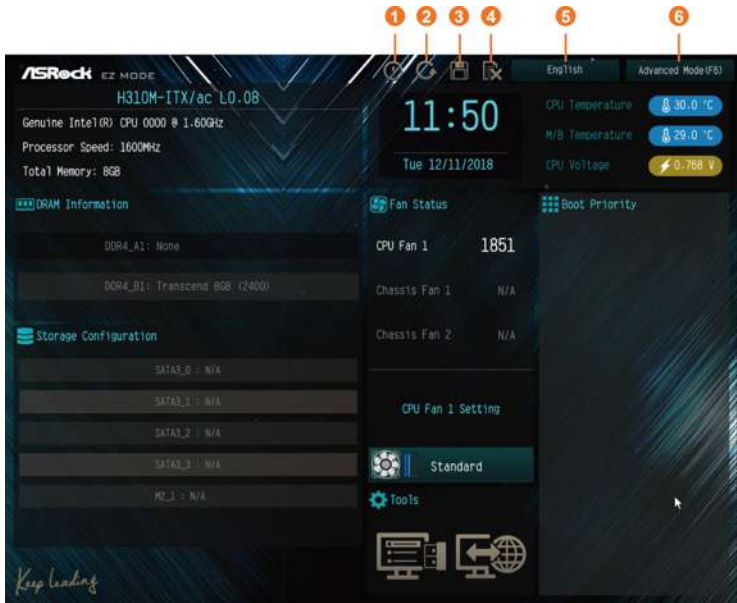 1 2 3 4 5 6
ASRock EZ MODE
English
Advanced Mode(F6)
H310M-ITX/ac L0.08
Genuine Intel(R) CPU 0000 @ 1.60GHz
Processor Speed: 1600MHz
Total Memory: 8GB
11:50
Tue 12/11/2018
CPU Temperature 30.0 °C
M/B Temperature 29.0 °C
CPU Voltage 0.768 V
DRAM Information
DDR4_A1: None
DDR4_B1: Transcend 8GB (2400)
Storage Configuration
SATA3_0 : N/A
SATA3_1 : N/A
SATA3_2 : N/A
SATA3_3 : N/A
M2_1 : N/A
Fan Status
CPU Fan 1 1851
Chassis Fan 1 N/A
Chassis Fan 2 N/A
CPU Fan 1 Setting
Standard
Tools
Boot Priority
Keep Leading